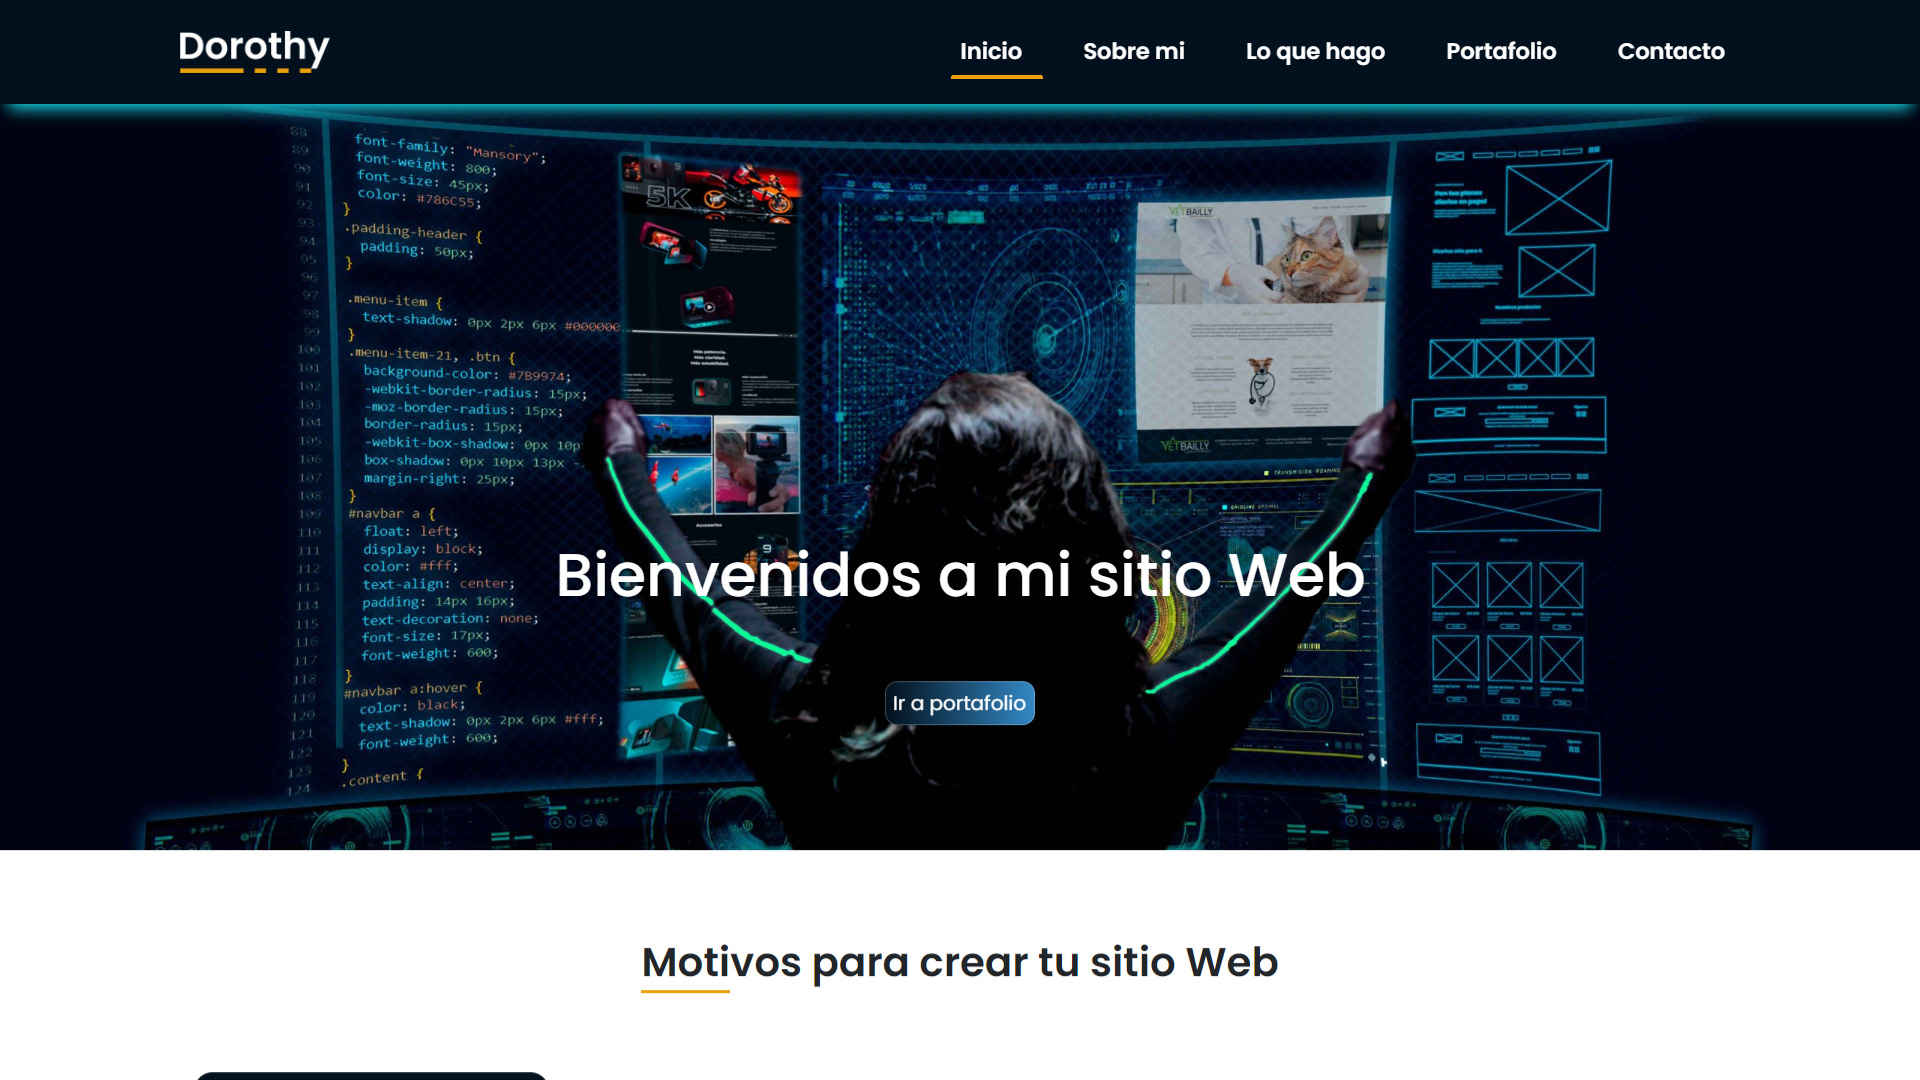 Dorothy
Inicio
Sobre mi
Lo que hago
Portafolio
Contacto
88
89
90
91
92
93
94
95
96
97
98
99
100
101
102
103
104
105
106
107
108
109
110
111
112
113
114
115
116
117
118
119
120
121
122
123
124
font-family: "Mansory";
font-weight: 800;
font-size: 45px;
color: #786C55;
}
.padding-header {
padding: 50px;
}
.menu-item {
text-shadow: 0px 2px 6px #000000
}
.menu-item-21, .btn {
background-color: #7B9974;
-webkit-border-radius: 15px;
-moz-border-radius: 15px;
border-radius: 15px;
-webkit-box-shadow: 0px 10p
box-shadow: 0px 10px 13px -
margin-right: 25px;
}
#navbar a {
float: left;
display: block;
color: #fff;
text-align: center;
padding: 14px 16px;
text-decoration: none;
font-size: 17px;
font-weight: 600;
}
#navbar a:hover {
color: black;
text-shadow: 0px 2px 6px #fff;
font-weight: 600;
}
.content {
5K
VETBAILLY
VETBAILLY
Bienvenidos a mi sitio Web
Ir a portafolio
Motivos para crear tu sitio Web